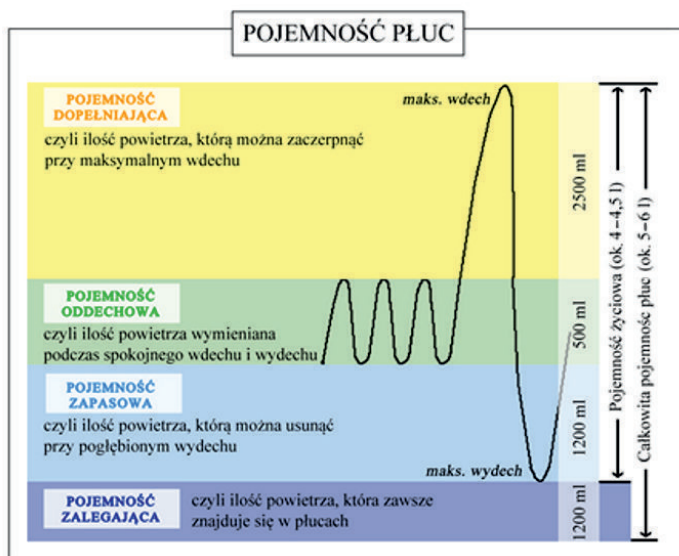 POJEMNOŚĆ PŁUC
POJEMNOŚĆ
DOPEŁNIAJĄCA
czyli ilość powietrza, którą można zaczerpnąć
przy maksymalnym wdechu
maks. wdech
2500 ml
POJEMNOŚĆ
ODDECHOWA
czyli ilość powietrza wymieniana
podczas spokojnego wdechu i wydechu
500 ml
POJEMNOŚĆ
ZAPASOWA
czyli ilość powietrza, którą można usunąć
przy pogłębionym wydechu
maks. wydech
1200 ml
POJEMNOŚĆ
ZALEGAJĄCA
czyli ilość powietrza, która zawsze
znajduje się w płucach
1200 ml
Pojemność życiowa (ok. 4–4,5 l)
Całkowita pojemność płuc (ok. 5–6 l)